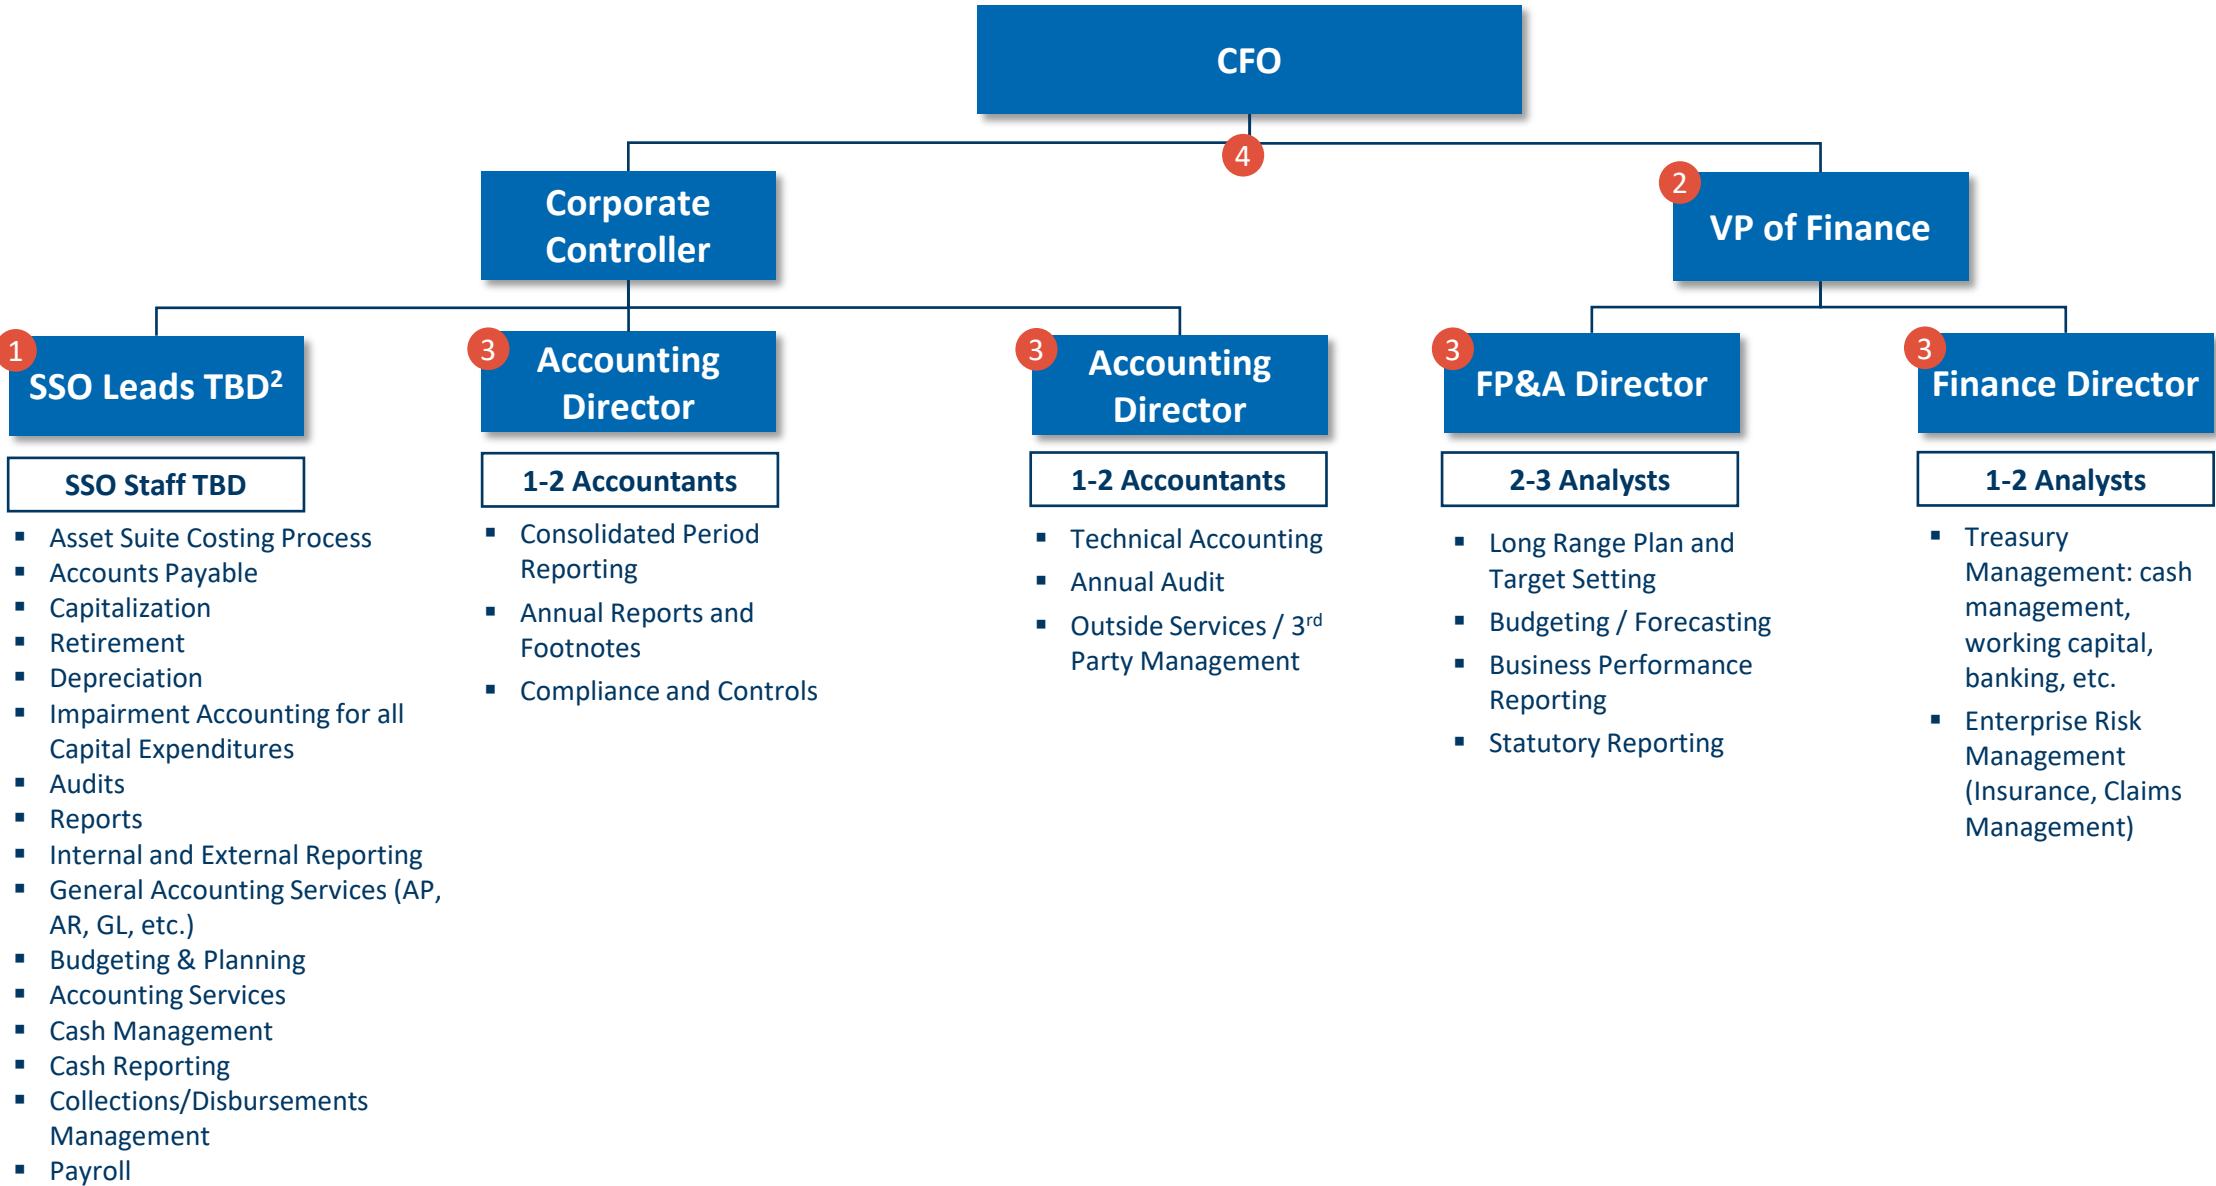 CFO
4
Corporate
Controller
2
VP of Finance
1
SSO Leads TBD²
3
Accounting
Director
3
Accounting
Director
3
FP&A Director
3
Finance Director
SSO Staff TBD
▪ Asset Suite Costing Process
▪ Accounts Payable
▪ Capitalization
▪ Retirement
▪ Depreciation
▪ Impairment Accounting for all
Capital Expenditures
▪ Audits
▪ Reports
▪ Internal and External Reporting
▪ General Accounting Services (AP,
AR, GL, etc.)
▪ Budgeting & Planning
▪ Accounting Services
▪ Cash Management
▪ Cash Reporting
▪ Collections/Disbursements
Management
▪ Payroll
1-2 Accountants
▪ Consolidated Period
Reporting
▪ Annual Reports and
Footnotes
▪ Compliance and Controls
1-2 Accountants
▪ Technical Accounting
▪ Annual Audit
▪ Outside Services / 3rd
Party Management
2-3 Analysts
▪ Long Range Plan and
Target Setting
▪ Budgeting / Forecasting
▪ Business Performance
Reporting
▪ Statutory Reporting
1-2 Analysts
▪ Treasury
Management: cash
management,
working capital,
banking, etc.
▪ Enterprise Risk
Management
(Insurance, Claims
Management)